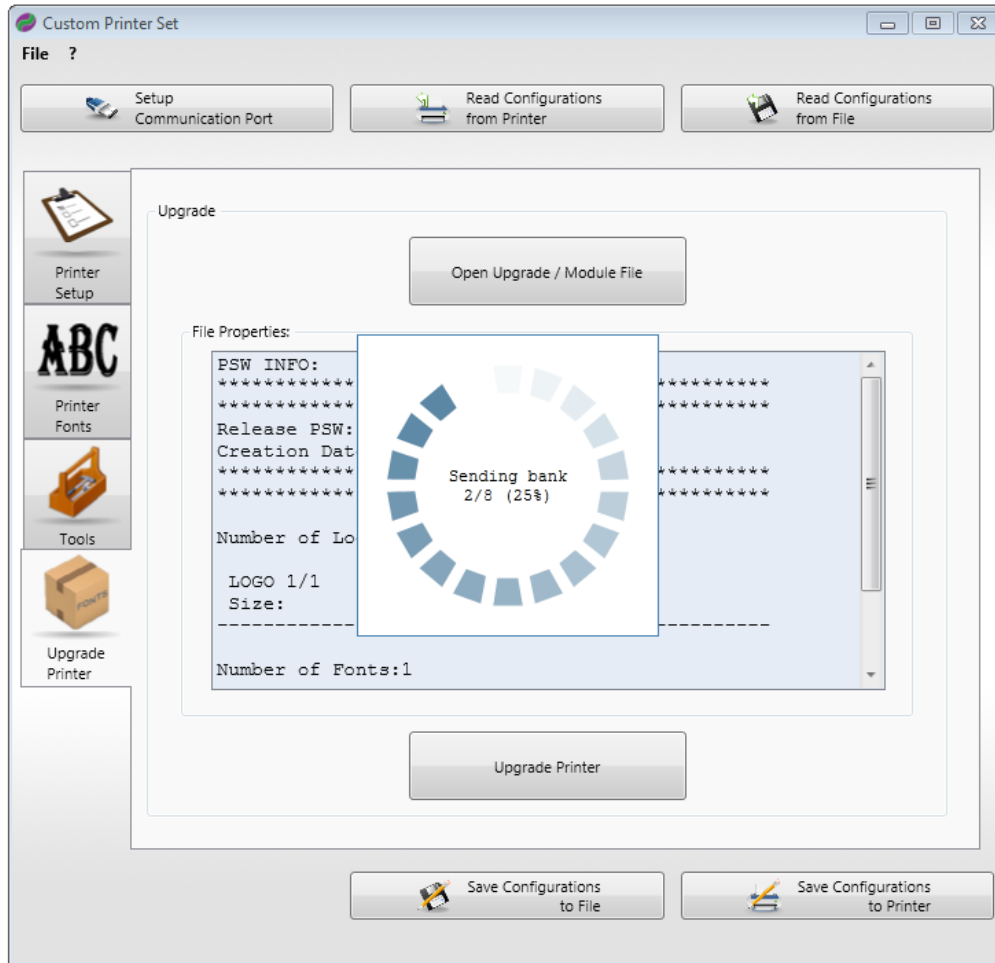 Custom Printer Set
File ?
Setup
Communication Port
Read Configurations
from Printer
Read Configurations
from File
Printer
Setup
ABC
Printer
Fonts
Tools
FONTS
Upgrade
Printer
Upgrade
Open Upgrade / Module File
File Properties:
PSW INFO:
************ **********
************ **********
Release PSW:
Creation Dat
************ **********
************ **********
Number of Lo
LOGO 1/1
Size:
------------ ----------
Number of Fonts:1
Sending bank
2/8 (25%)
Upgrade Printer
Save Configurations
to File
Save Configurations
to Printer